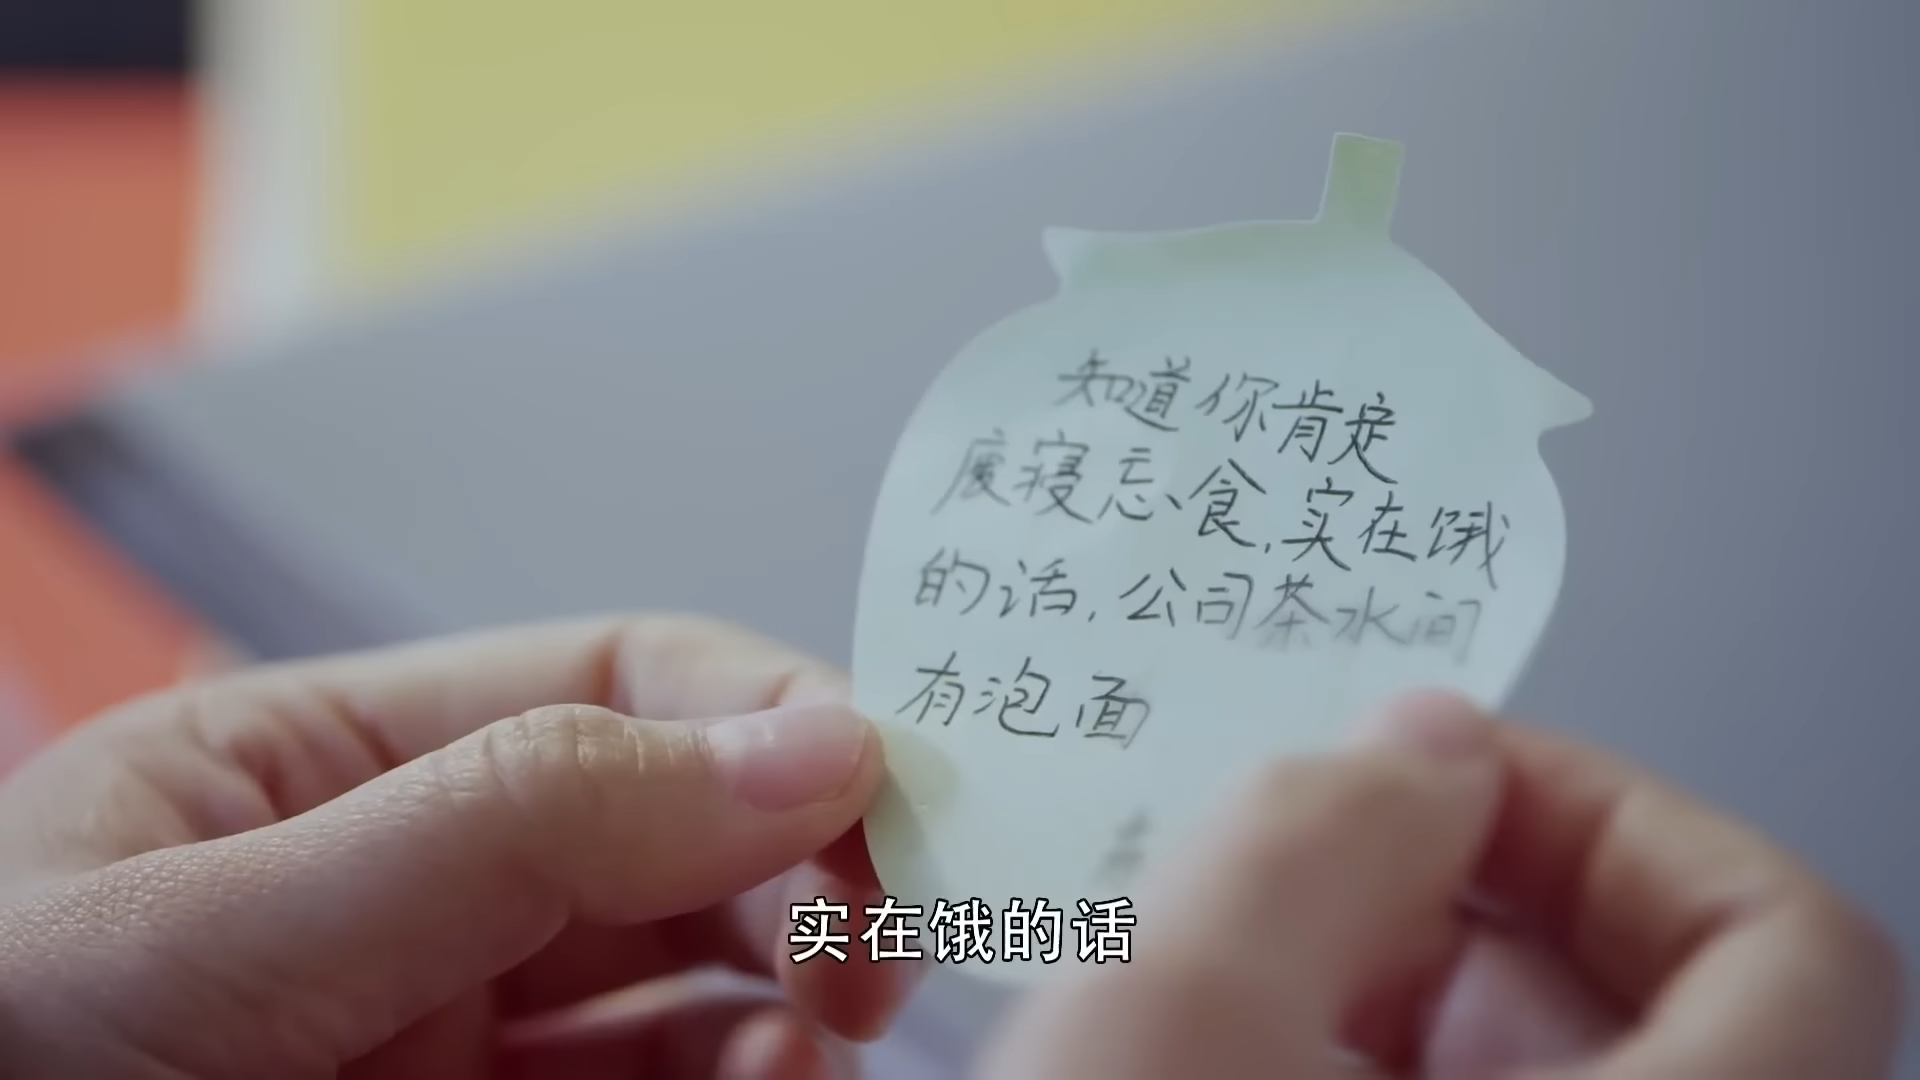 知道你肯定
废寝忘食,实在饿
的话,公司茶水间
有泡面
实在饿的话